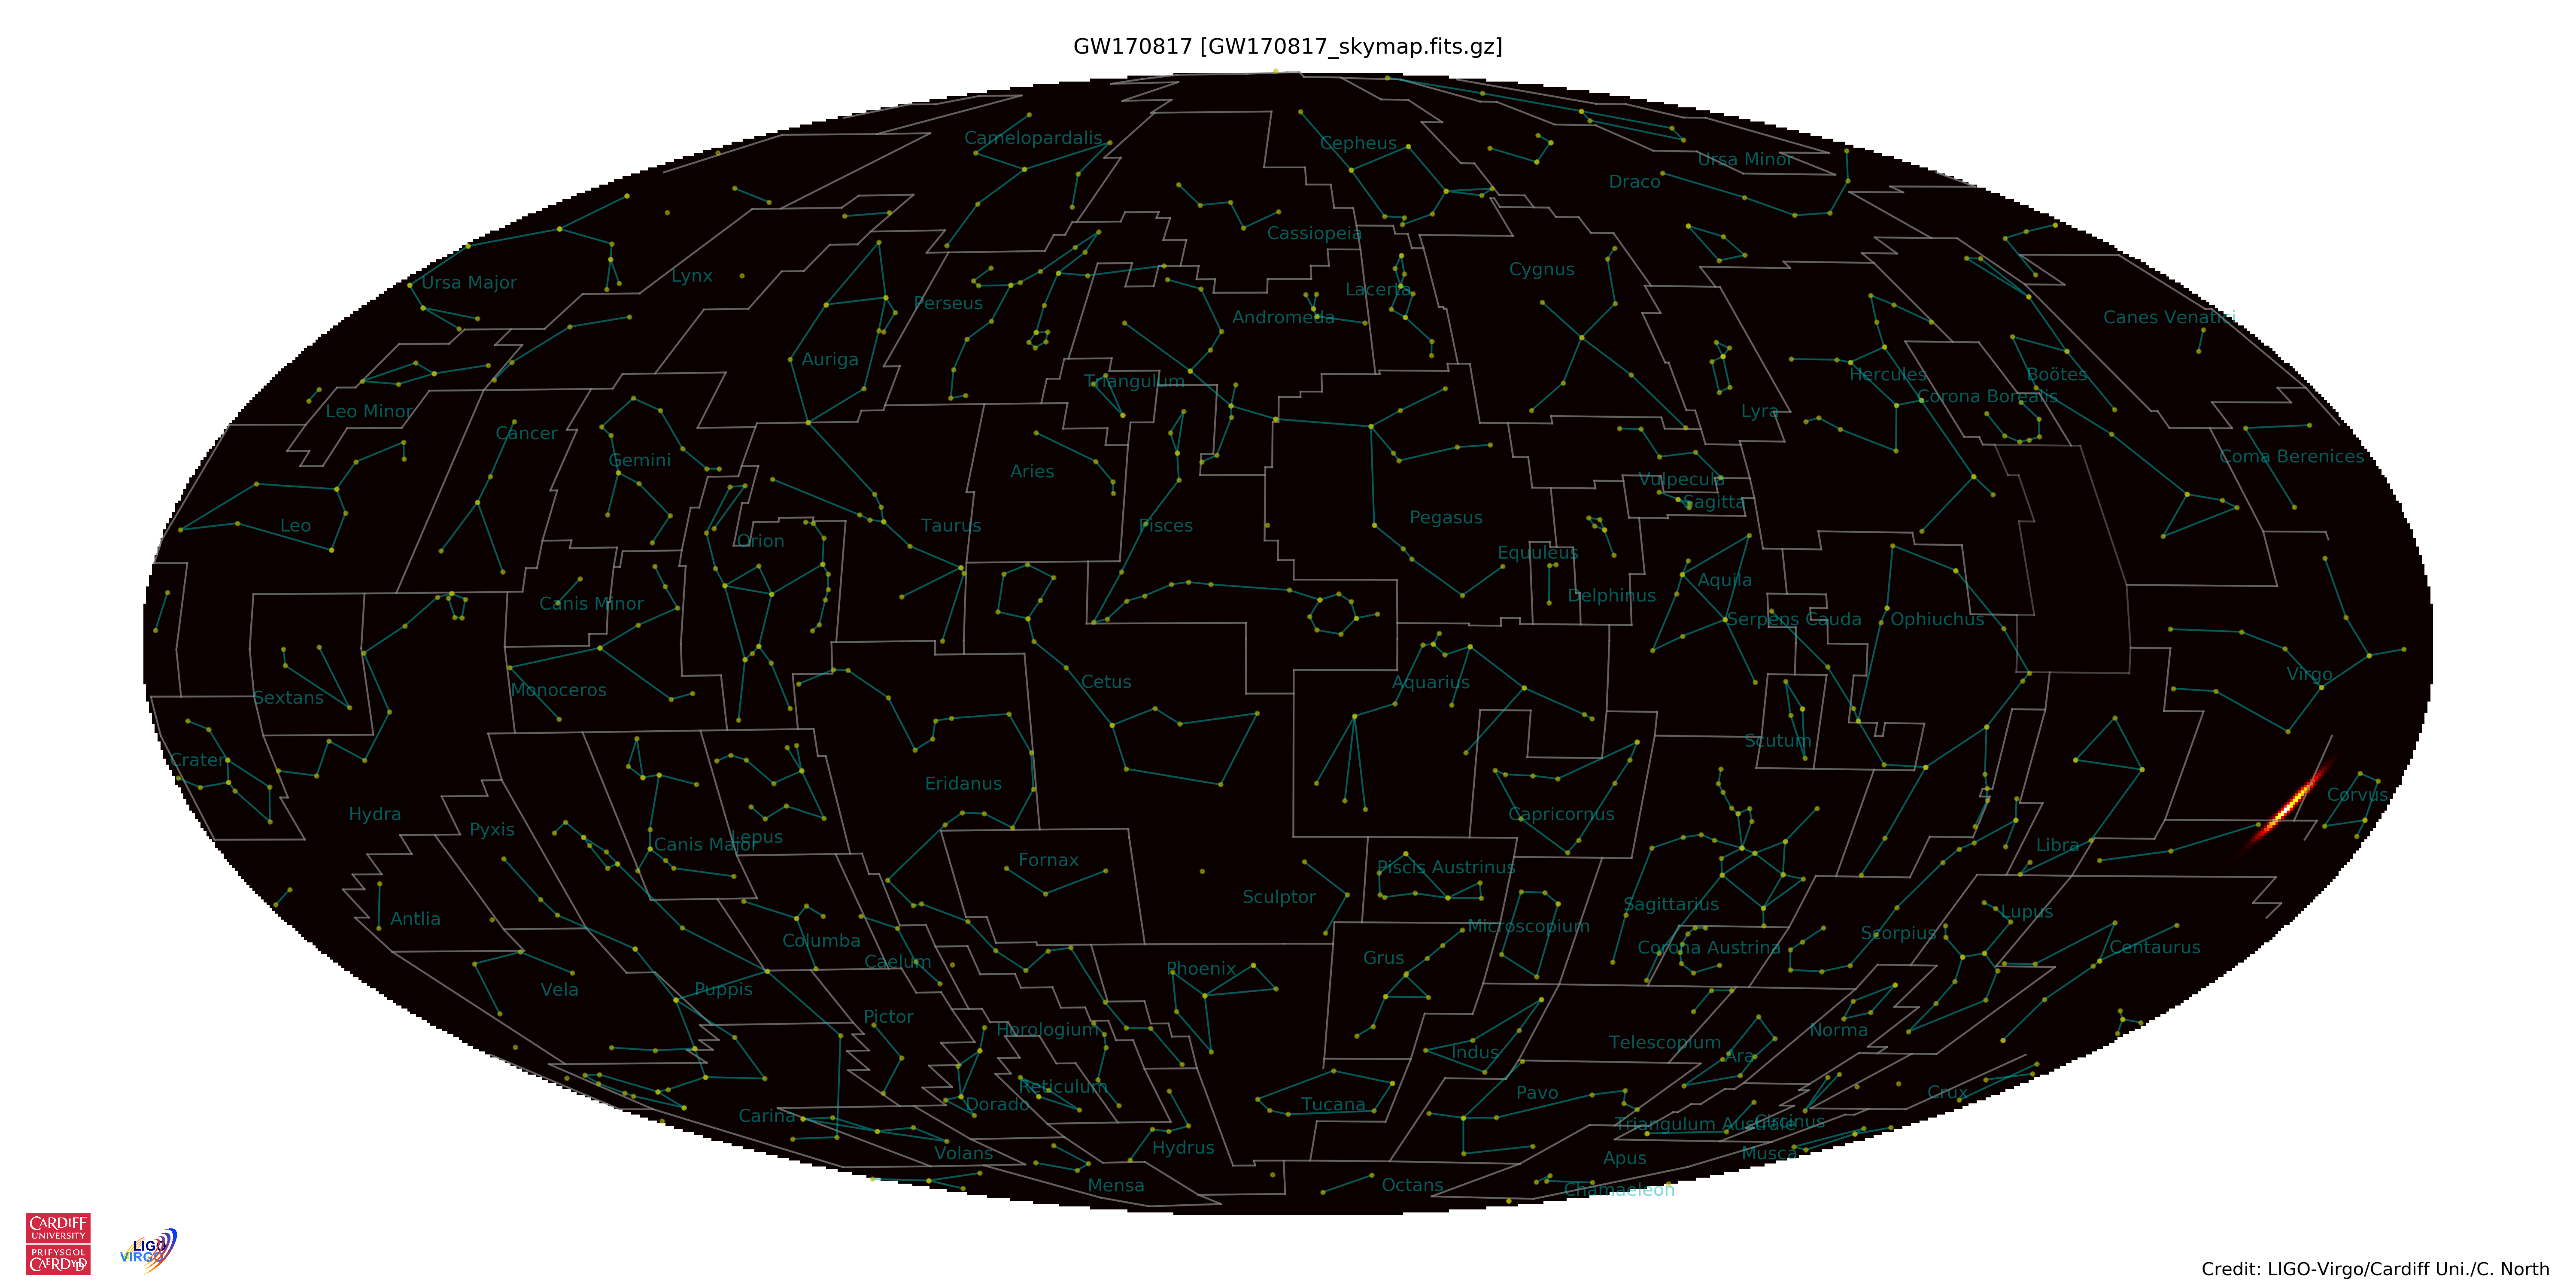 GW170817 [GW170817_skymap.fits.gz]
Camelopardalis
Cepheus
Ursa Minor
Draco
Cassiopeia
Ursa Major
Lynx
Cygnus
Perseus
Lacerta
Andromeda
Canes Venatici
Auriga
Triangulum
Hercules
Boötes
Corona Borealis
Leo Minor
Lyra
Cancer
Gemini
Aries
Coma Berenices
Vulpecula
Sagitta
Leo
Orion
Taurus
Pisces
Pegasus
Equuleus
Canis Minor
Delphinus
Aquila
Serpens Cauda
Ophiuchus
Sextans
Monoceros
Cetus
Aquarius
Virgo
Crater
Scutum
Eridanus
Corvus
Hydra
Pyxis
Canis Major
Lepus
Capricornus
Libra
Fornax
Piscis Austrinus
Sculptor
Antlia
Sagittarius
Lupus
Columba
Microscopium
Scorpius
Corona Austrina
Centaurus
Caelum
Phoenix
Grus
Vela
Puppis
Pictor
Horologium
Norma
Telescopium
Ara
Indus
Reticulum
Pavo
Crux
Dorado
Tucana
Carina
Triangulum Australe
Circinus
Volans
Hydrus
Apus
Musca
Mensa
Octans
Chamaeleon
CARDIFF
UNIVERSITY
PRIFYSGOL
CAERDYDD
LIGO
VIRGO
Credit: LIGO-Virgo/Cardiff Uni./C. North